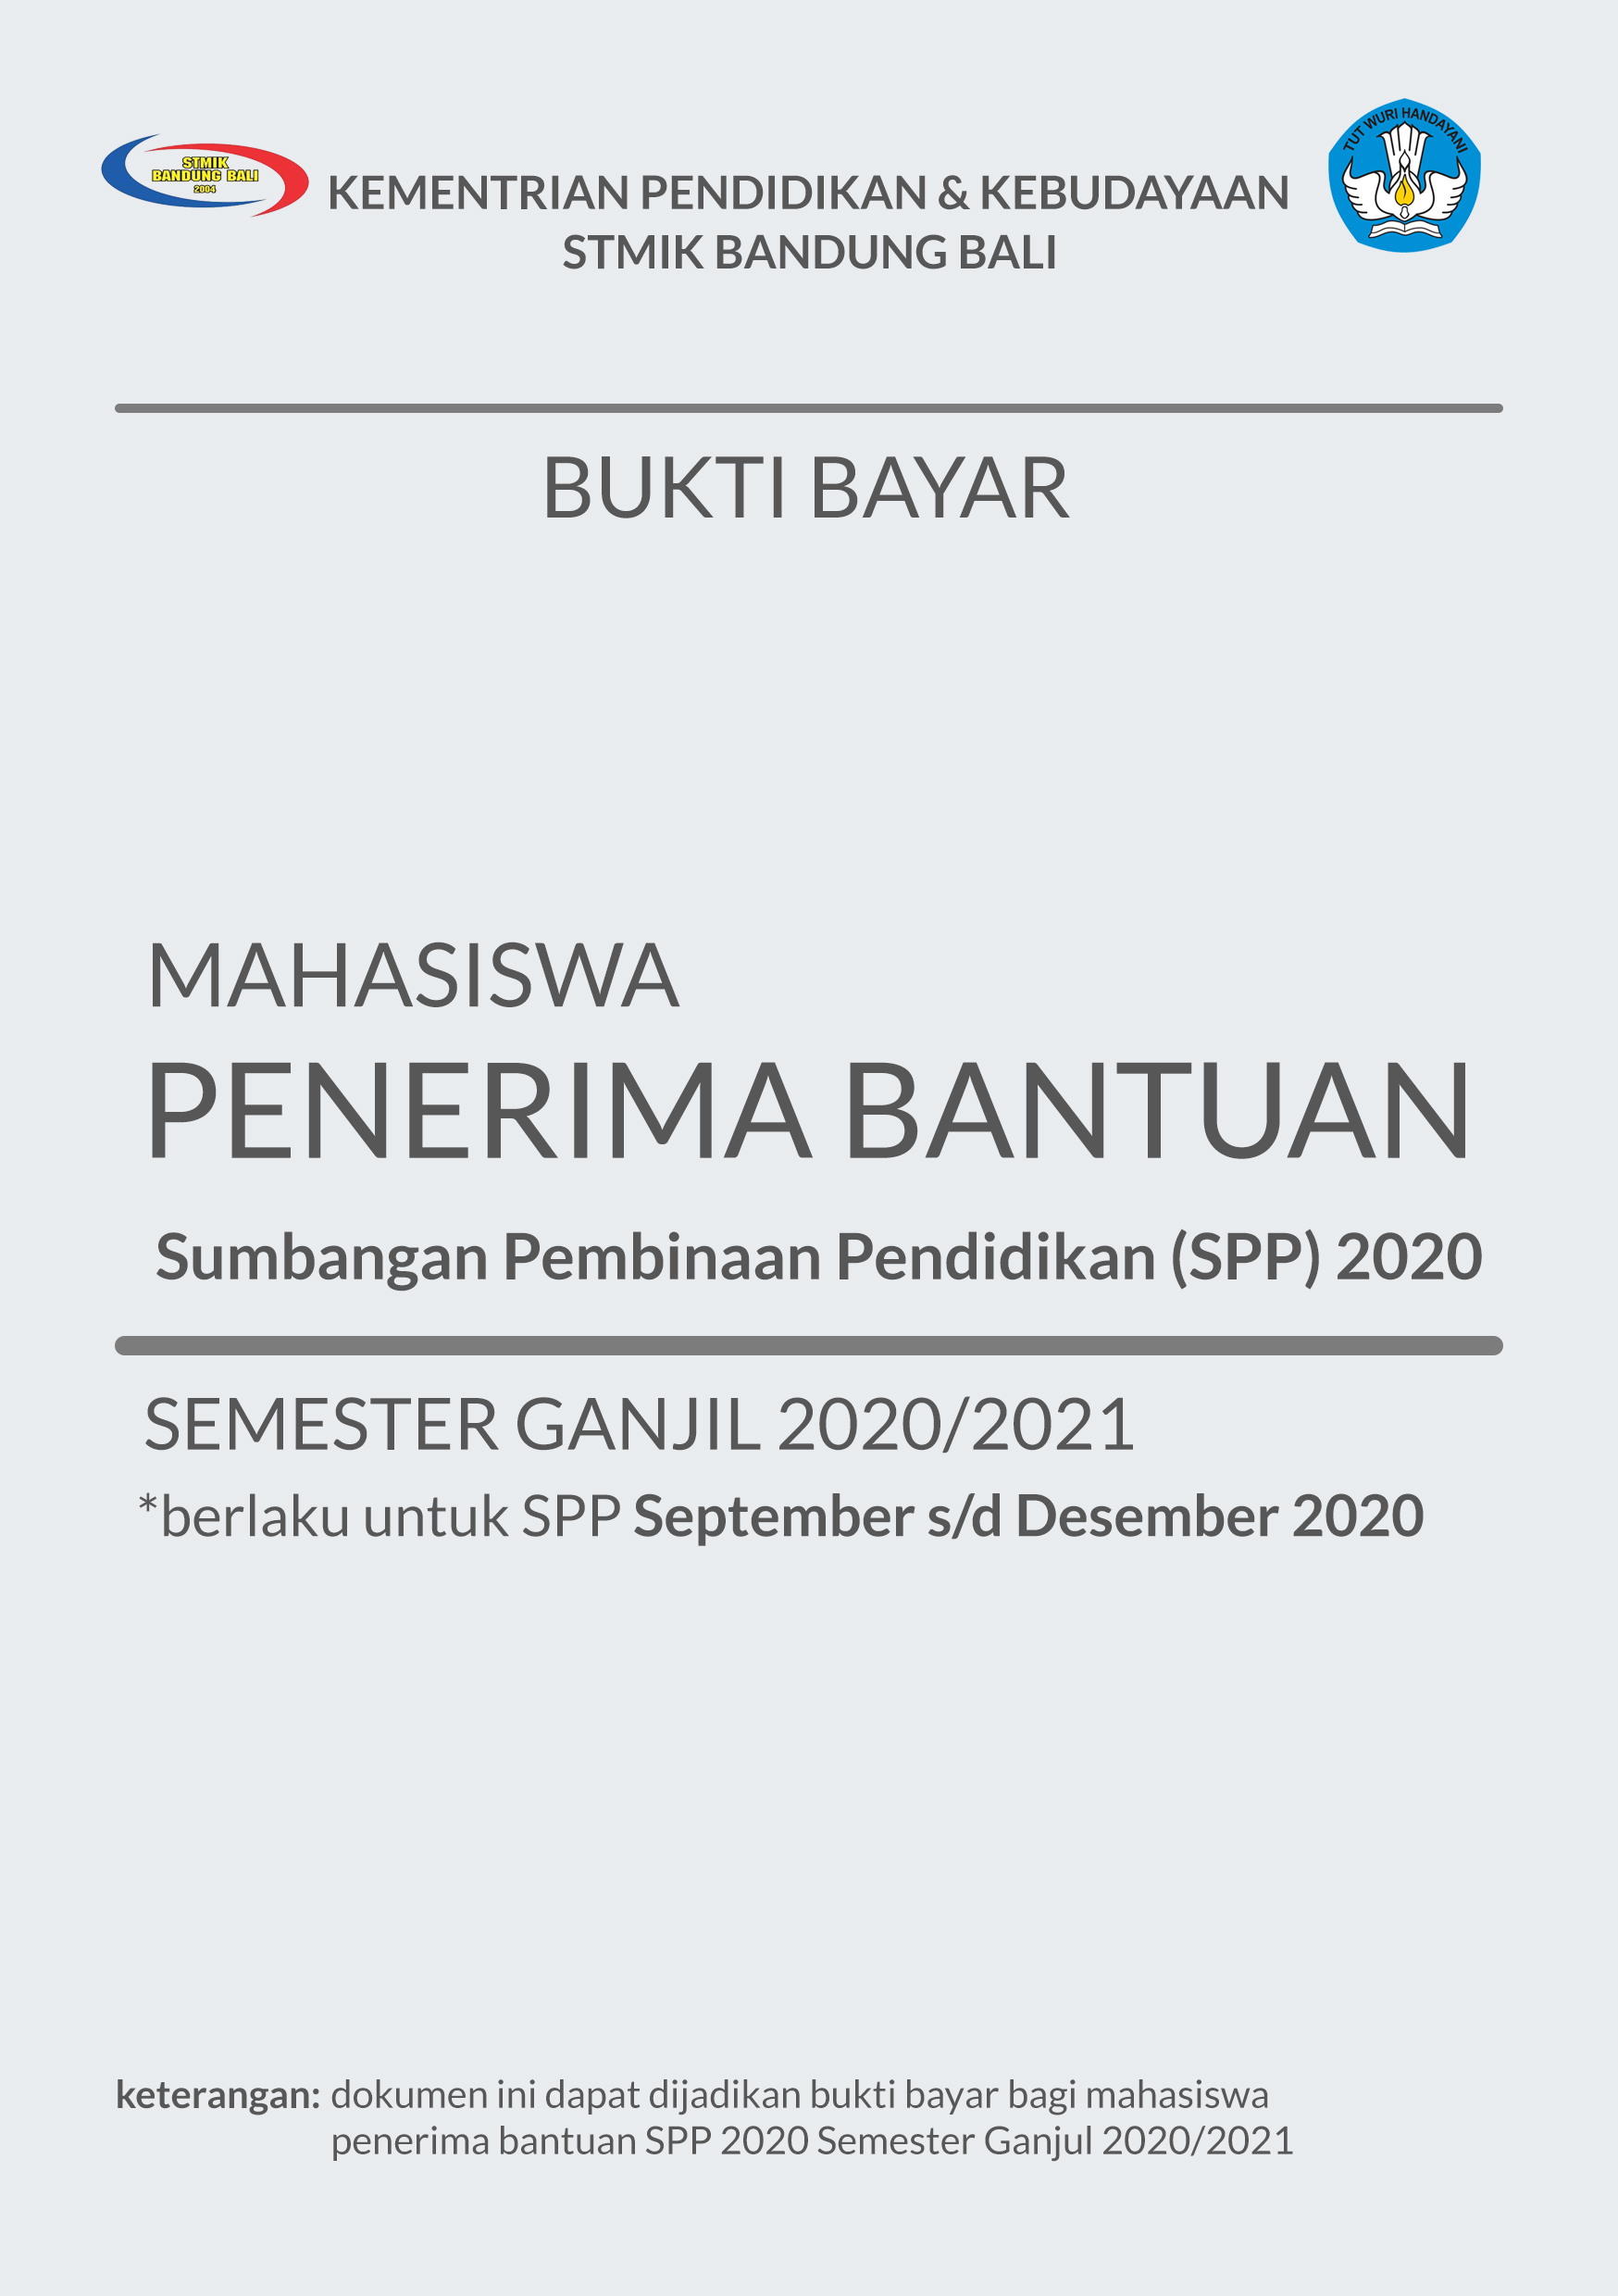 STMIK
BANDUNG BALI
2004
TUT WURI HANDAYANI
KEMENTRIAN PENDIDIKAN & KEBUDAYAAN
STMIK BANDUNG BALI
BUKTI BAYAR
MAHASISWA
PENERIMA BANTUAN
Sumbangan Pembinaan Pendidikan (SPP) 2020
SEMESTER GANJIL 2020/2021
*berlaku untuk SPP September s/d Desember 2020
keterangan: dokumen ini dapat dijadikan bukti bayar bagi mahasiswa
penerima bantuan SPP 2020 Semester Ganjul 2020/2021